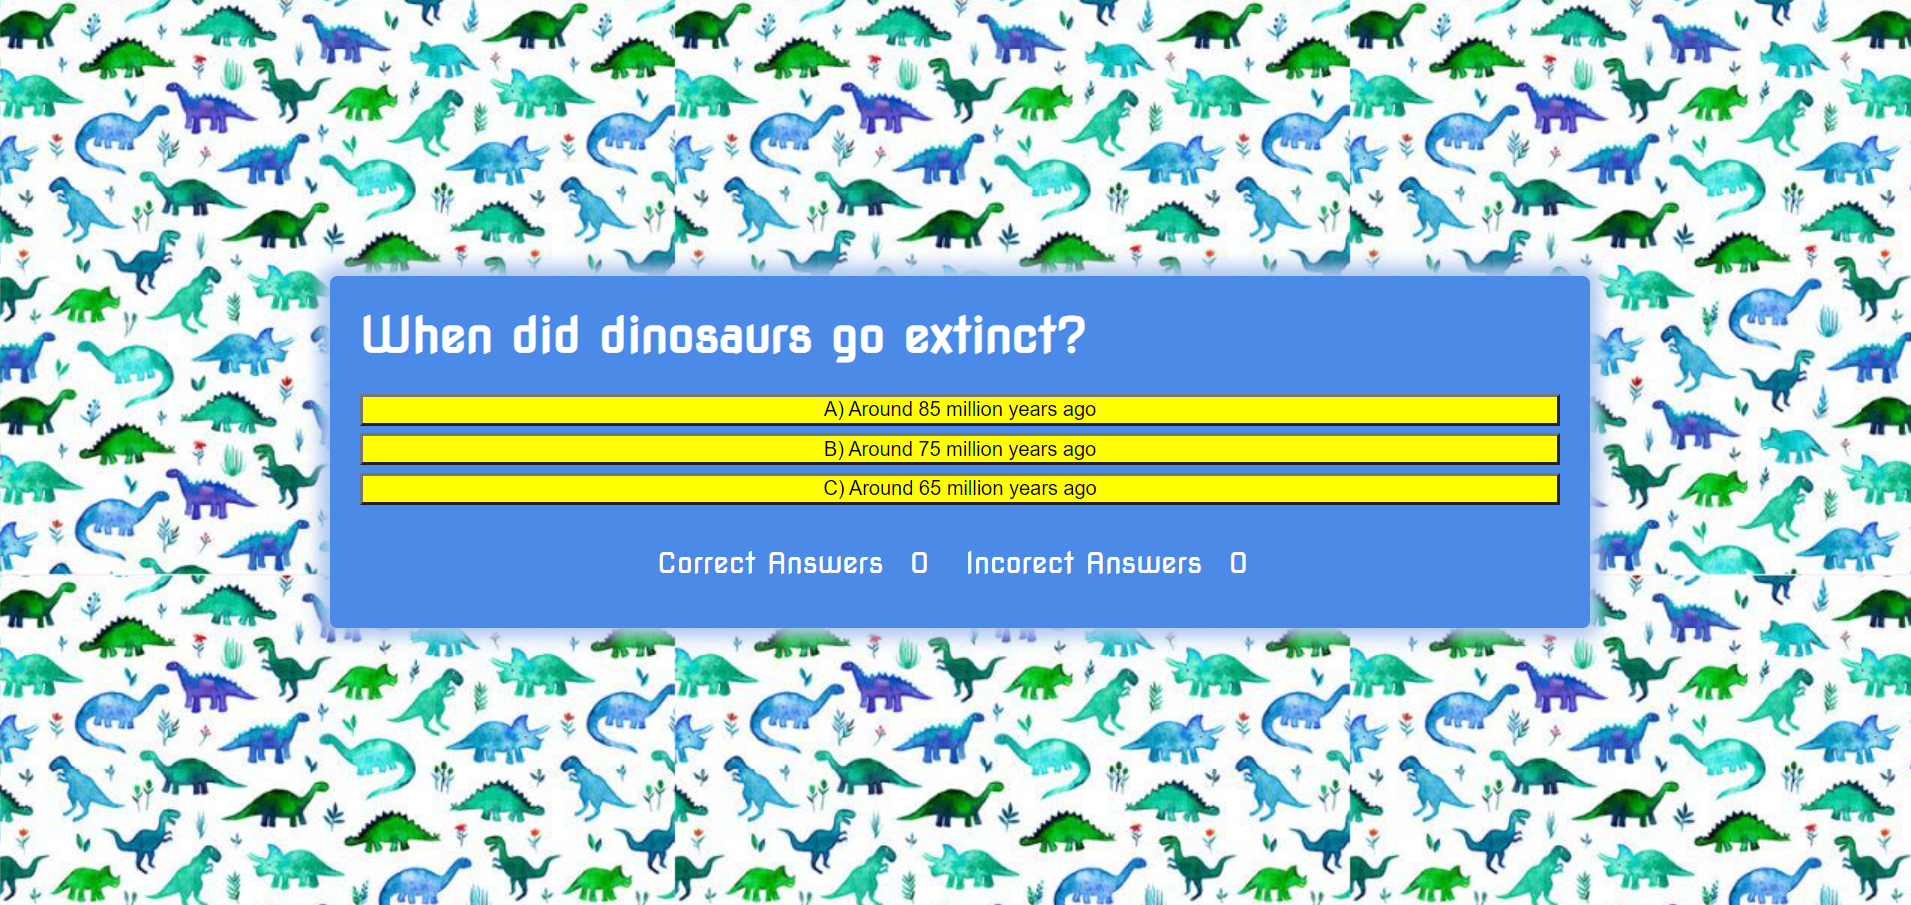 When did dinosaurs go extinct?
A) Around 85 million years ago
B) Around 75 million years ago
C) Around 65 million years ago
Correct Answers 0 Incorect Answers 0